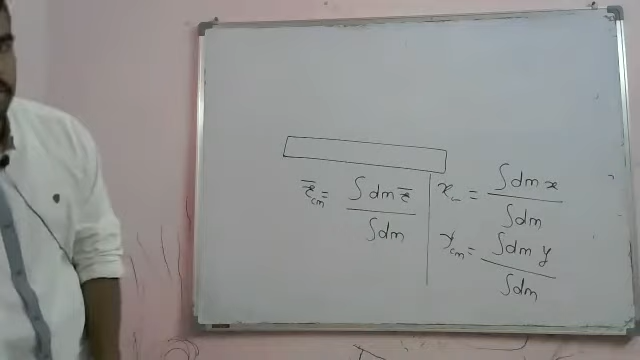 r̅cm = ∫dm r̅ / ∫dm
xcm = ∫dm x / ∫dm
ycm = ∫dm y / ∫dm